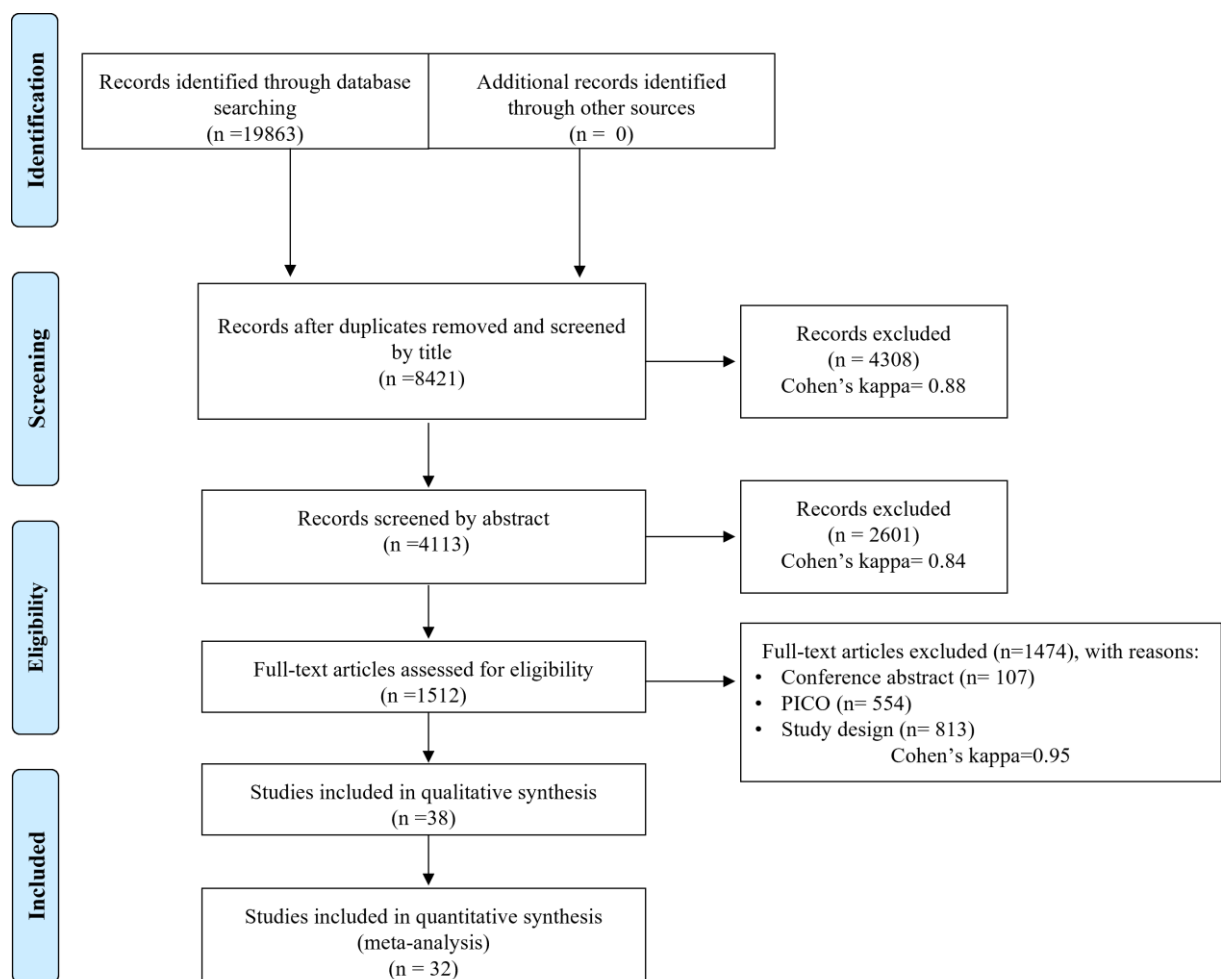 Identification
Records identified through database
searching
(n =19863)
Additional records identified
through other sources
(n =  0)
Screening
Records after duplicates removed and screened
by title
(n =8421)
Records excluded
(n = 4308)
Cohen’s kappa= 0.88
Records screened by abstract
(n =4113)
Records excluded
(n = 2601)
Cohen’s kappa= 0.84
Eligibility
Full-text articles assessed for eligibility
(n =1512)
Full-text articles excluded (n=1474), with reasons:
• Conference abstract (n= 107)
• PICO (n= 554)
• Study design (n= 813)
Cohen’s kappa=0.95
Included
Studies included in qualitative synthesis
(n =38)
Studies included in quantitative synthesis
(meta-analysis)
(n = 32)